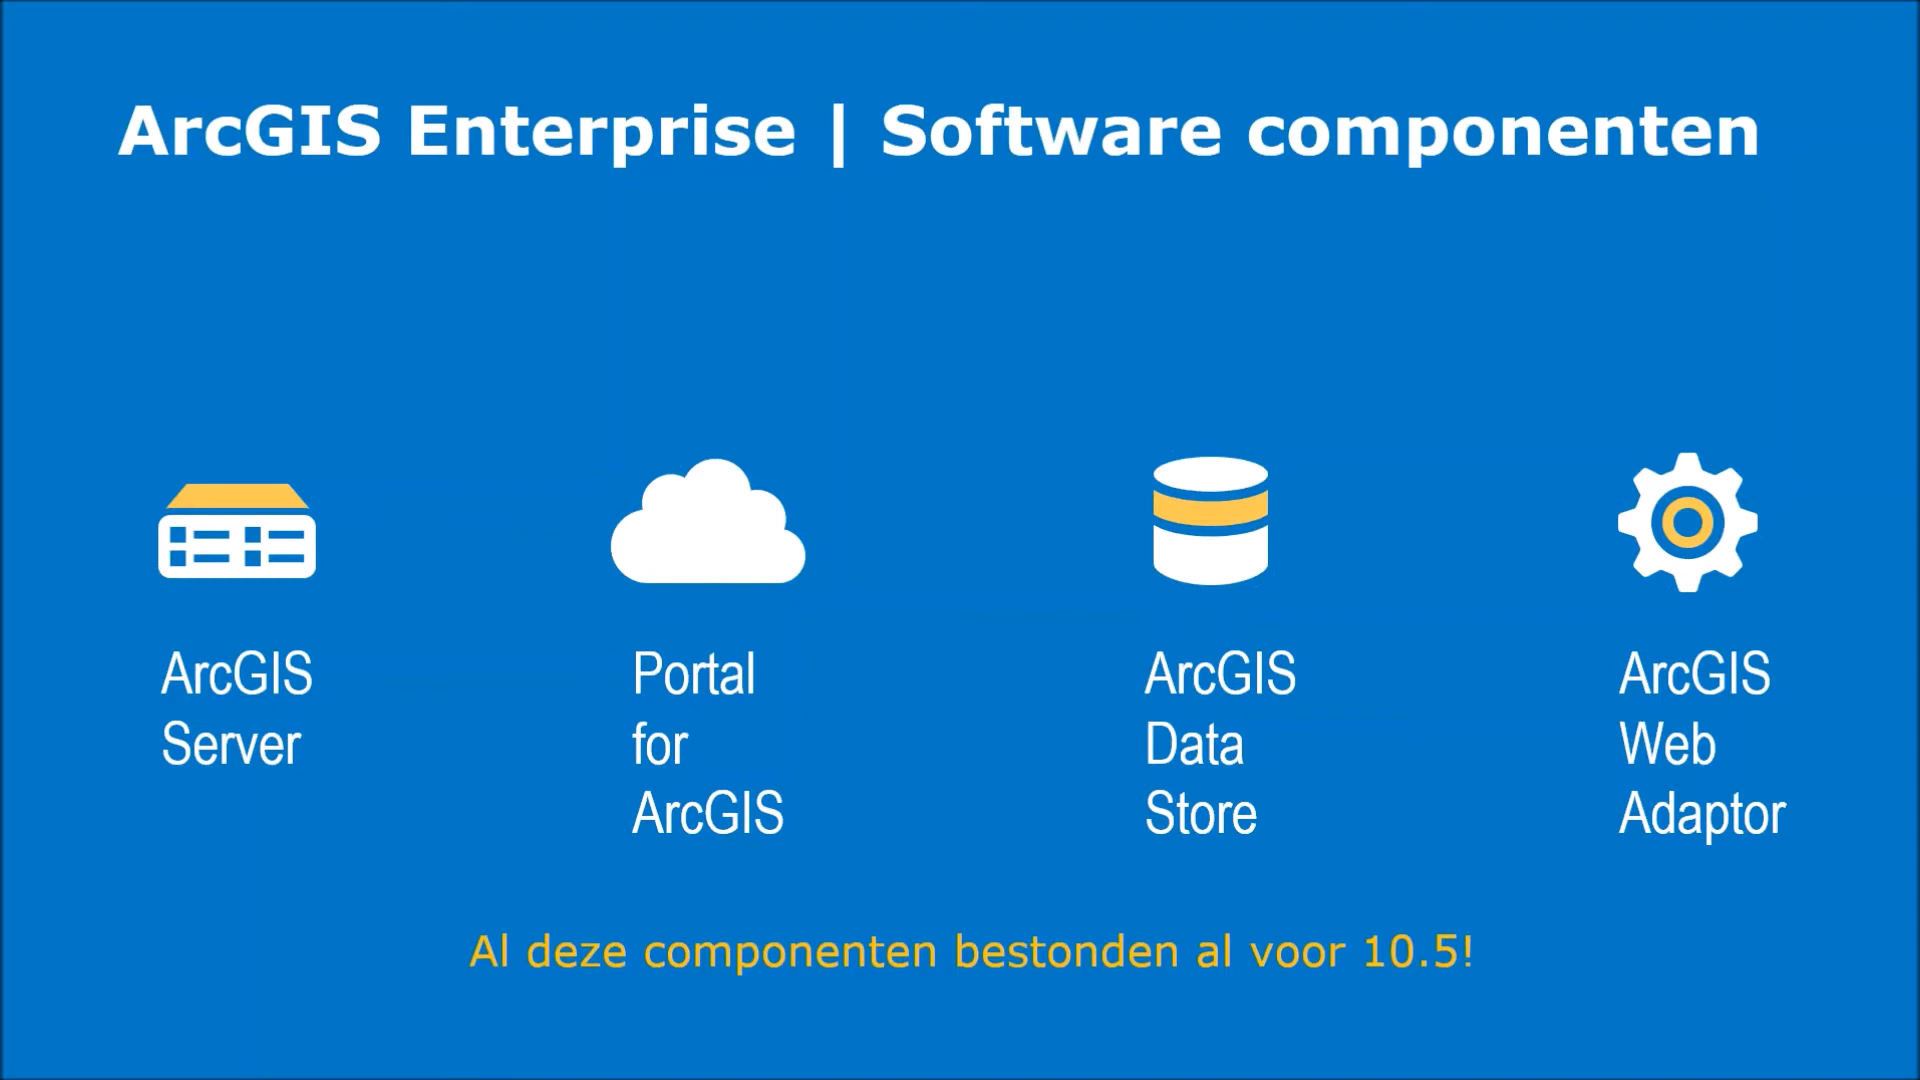 ArcGIS Enterprise | Software componenten
ArcGIS
Server
Portal
for
ArcGIS
ArcGIS
Data
Store
ArcGIS
Web
Adaptor
Al deze componenten bestonden al voor 10.5!